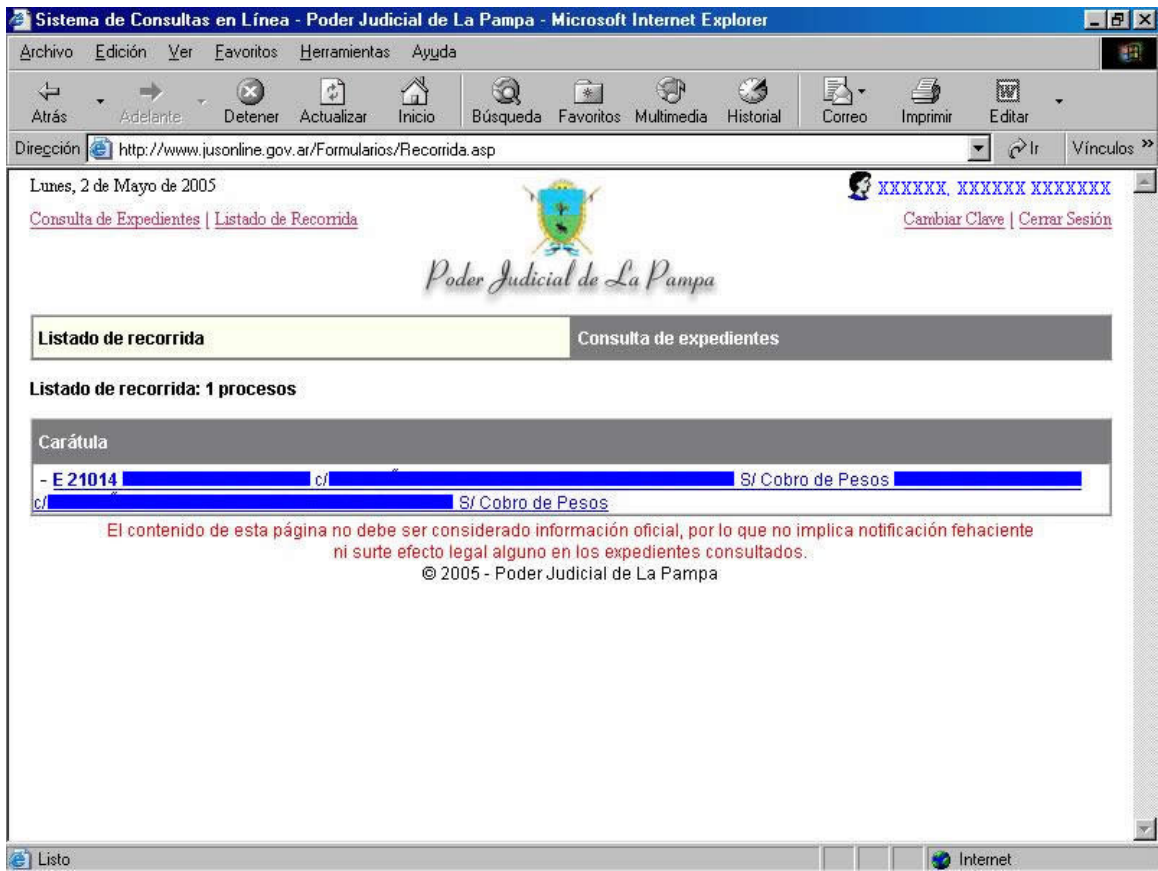 Sistema de Consultas en Línea - Poder Judicial de La Pampa - Microsoft Internet Explorer
Archivo Edición Ver Favoritos Herramientas Ayuda
Atrás Adelante Detener Actualizar Inicio Búsqueda Favoritos Multimedia Historial Correo Imprimir Editar
Dirección http://www.jusonline.gov.ar/Formularios/Recorrida.asp Ir Vínculos »
Lunes, 2 de Mayo de 2005 XXXXXX, XXXXXX XXXXXXX
Consulta de Expedientes | Listado de Recorrida Cambiar Clave | Cerrar Sesión
Poder Judicial de La Pampa
Listado de recorrida Consulta de expedientes
Listado de recorrida: 1 procesos
Carátula
- E 21014 c/ S/ Cobro de Pesos
c/ S/ Cobro de Pesos
El contenido de esta página no debe ser considerado información oficial, por lo que no implica notificación fehaciente
ni surte efecto legal alguno en los expedientes consultados.
© 2005 - Poder Judicial de La Pampa
Listo Internet